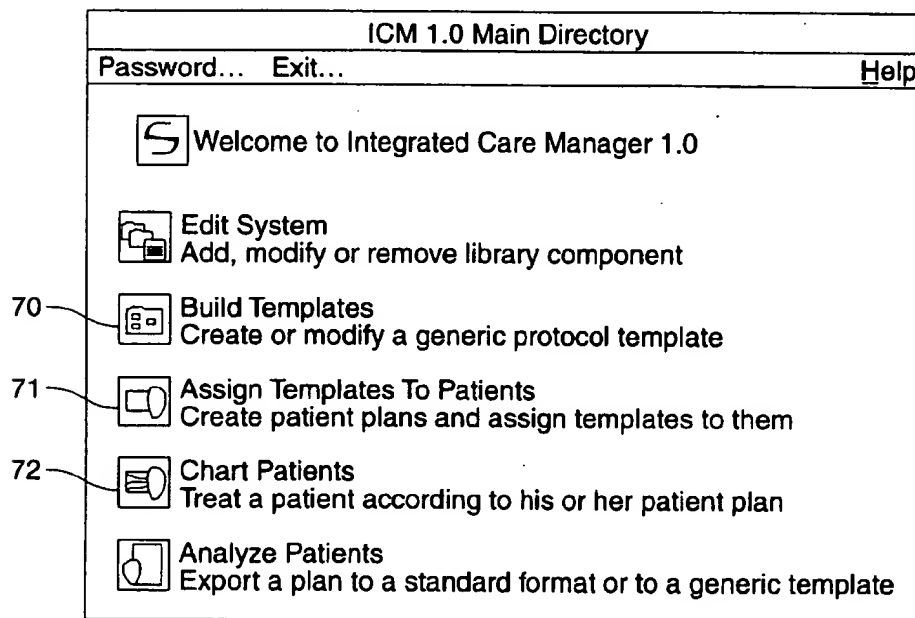 ICM 1.0 Main Directory
Password... Exit... Help
Welcome to Integrated Care Manager 1.0
Edit System
Add, modify or remove library component
70 Build Templates
Create or modify a generic protocol template
71 Assign Templates To Patients
Create patient plans and assign templates to them
72 Chart Patients
Treat a patient according to his or her patient plan
Analyze Patients
Export a plan to a standard format or to a generic template